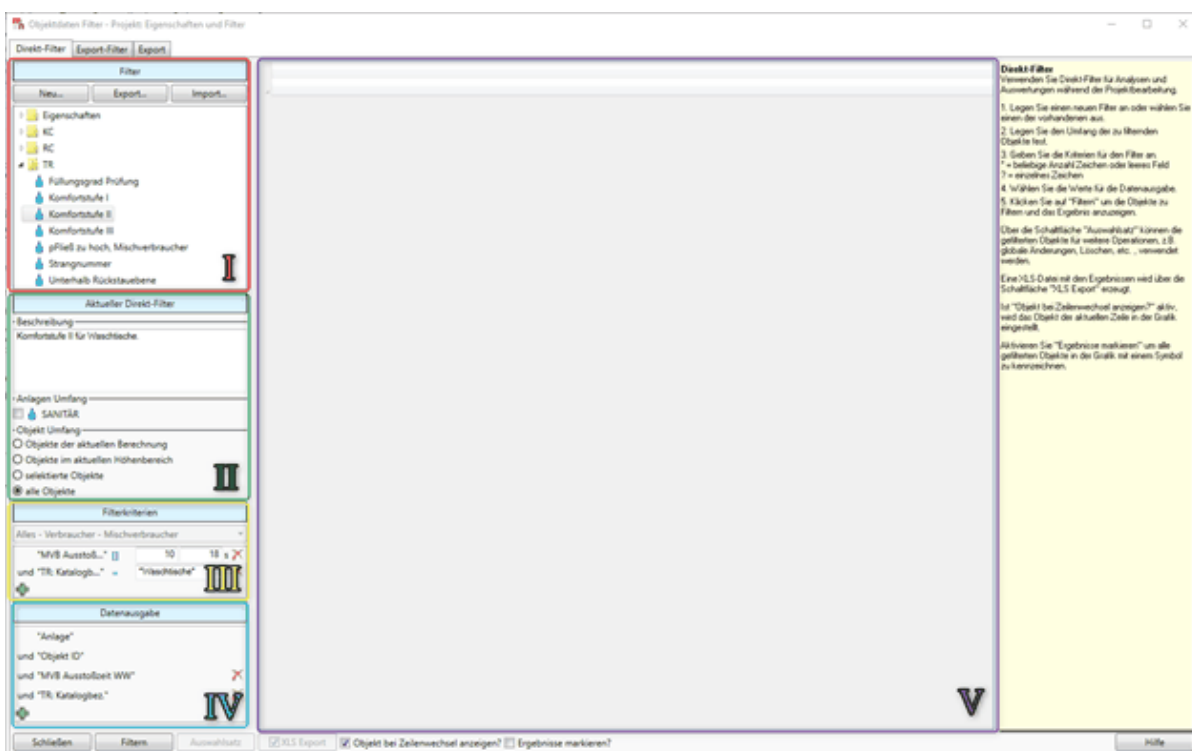 Objektdaten Filter - Projekt: Eigenschaften und Filter
Direkt-Filter Export-Filter Export
Filter
Neu... Export... Import...
Eigenschaften
KC
RC
TR
Füllungsgrad Prüfung
Komfortstufe I
Komfortstufe II
Komfortstufe III
pFließ zu hoch, Mischverbraucher
Strangnummer
Unterhalb Rückstauebene
I
Aktueller Direkt-Filter
Beschreibung
Komfortstufe II für Waschtische
Anlagen Umfang
SANITÄR
Objekt Umfang
Objekte der aktuellen Berechnung
Objekte im aktuellen Höhenbereich
selektierte Objekte
alle Objekte
II
Filterkriterien
Alles - Verbraucher - Mischverbraucher
"MVB Ausstoß..." [] 10 18 s
und "TR: Katalogb..." = "Waschtische"
III
Datenausgabe
"Anlage"
und "Objekt ID"
und "MVB Ausstoßzeit WW"
und "TR: Katalogbez."
IV
V
Direkt-Filter
Verwenden Sie Direkt-Filter für Analysen und
Auswertungen während der Projektbearbeitung.
1. Legen Sie einen neuen Filter an oder wählen Sie
einen der vorhandenen aus.
2. Legen Sie den Umfang der zu filternden
Objekte fest.
3. Geben Sie die Kriterien für den Filter an.
* = beliebige Anzahl Zeichen oder leeres Feld
? = einzelnes Zeichen
4. Wählen Sie die Werte für die Datenausgabe.
5. Klicken Sie auf "Filtern" um die Objekte zu
Filtern und das Ergebnis anzuzeigen.
Über die Schaltfläche "Auswahlsatz" können die
gefilterten Objekte für weitere Operationen, z.B.
globale Änderungen, Löschen, etc. , verwendet
werden.
Eine XLS-Datei mit den Ergebnissen wird über die
Schaltfläche "XLS Export" erzeugt.
Ist "Objekt bei Zeilenwechsel anzeigen?" aktiv,
wird das Objekt der aktuellen Zeile in der Grafik
eingestellt.
Aktivieren Sie "Ergebnisse markieren" um alle
gefilterten Objekte in der Grafik mit einem Symbol
zu kennzeichnen.
Schließen Filtern Auswahlsatz XLS Export Objekt bei Zeilenwechsel anzeigen? Ergebnisse markieren? Hilfe